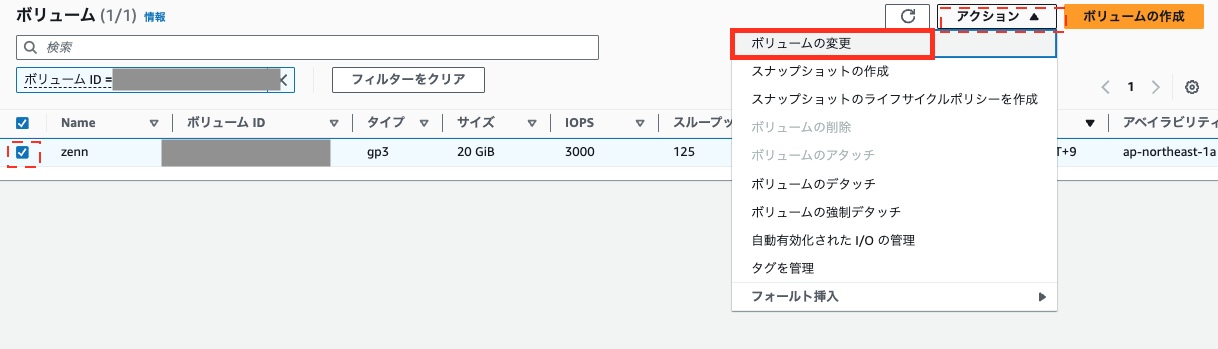 ボリューム (1/1) 情報
アクション ▲
ボリュームの作成
検索
ボリューム ID =
フィルターをクリア
1
ボリュームの変更
スナップショットの作成
スナップショットのライフサイクルポリシーを作成
ボリュームの削除
ボリュームのアタッチ
ボリュームのデタッチ
ボリュームの強制デタッチ
自動有効化された I/O の管理
タグを管理
フォールト挿入
Name ボリューム ID タイプ サイズ IOPS スループッ アベイラビリティ
zenn gp3 20 GiB 3000 125 T+9 ap-northeast-1a